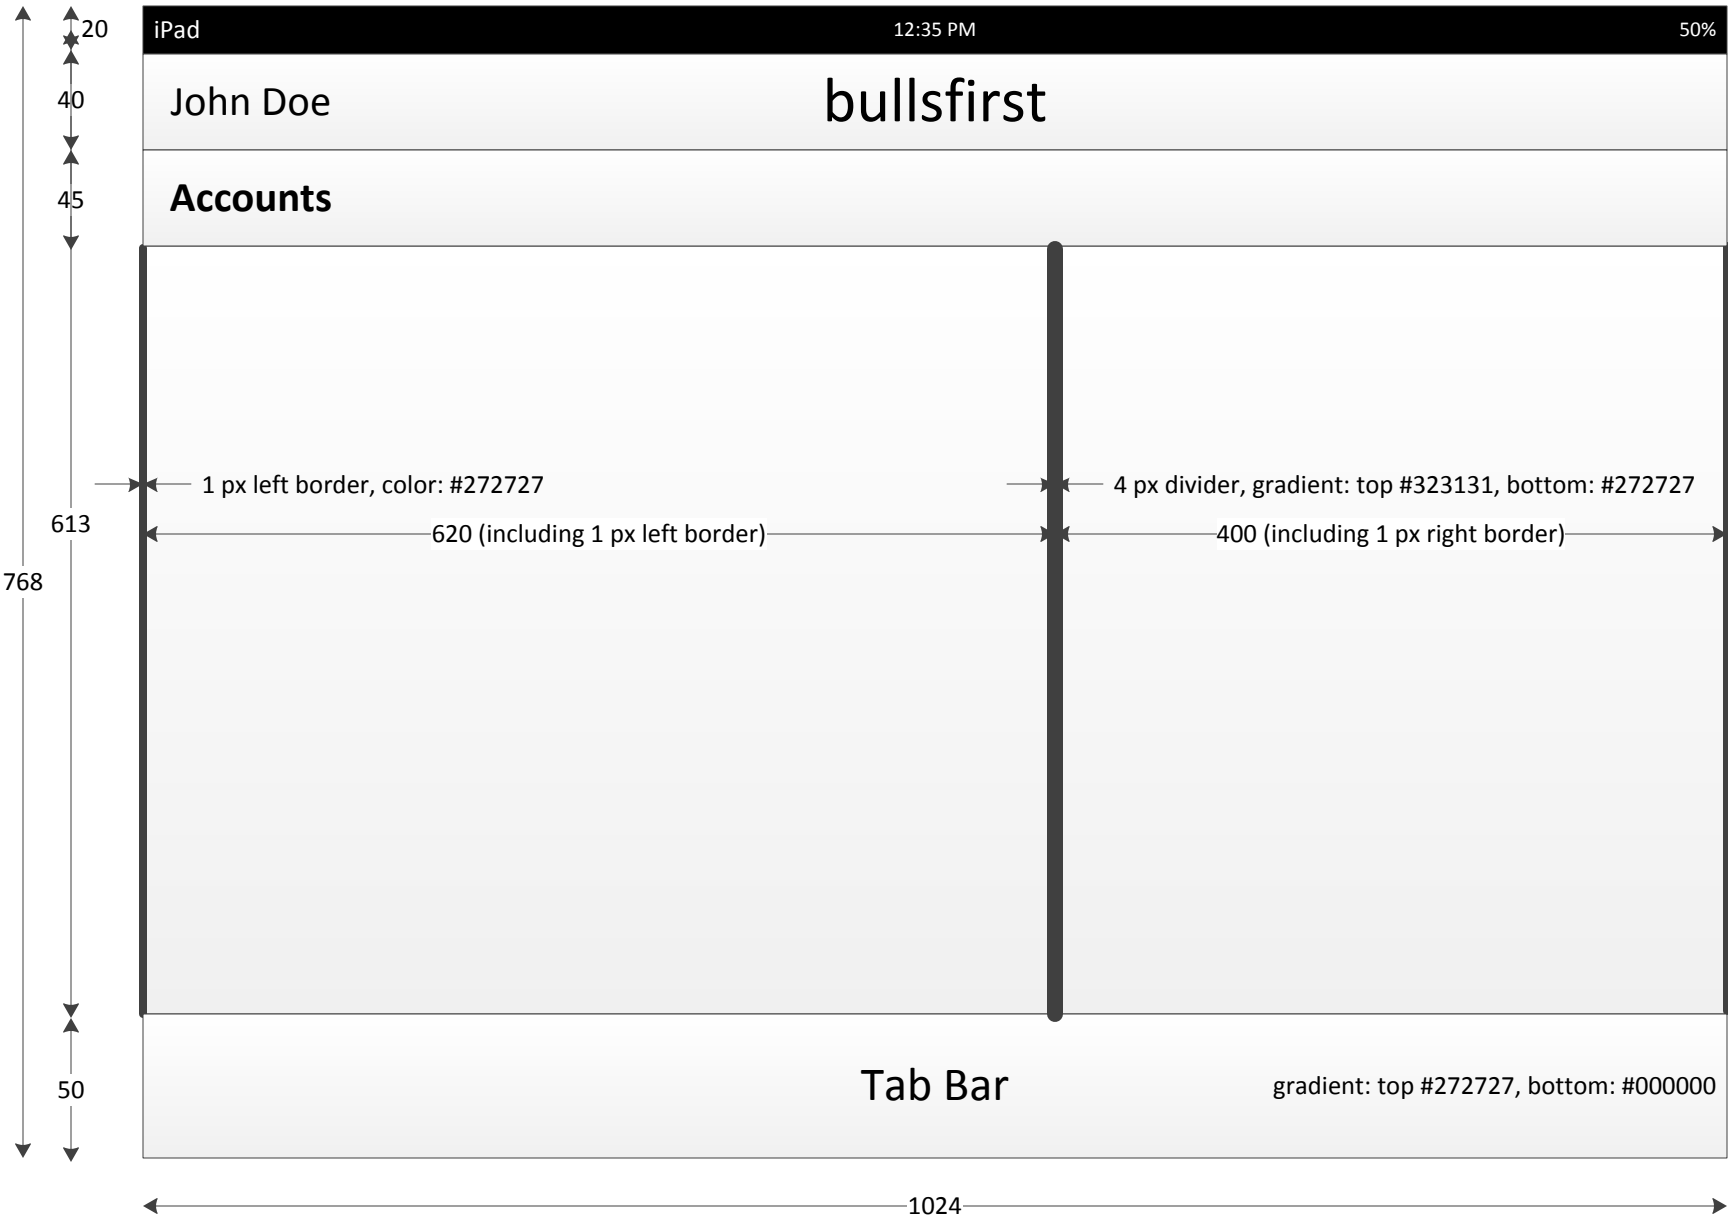 20
iPad
12:35 PM
50%
40
John Doe
bullsfirst
45
Accounts
1 px left border, color: #272727
4 px divider, gradient: top #323131, bottom: #272727
613
620 (including 1 px left border)
400 (including 1 px right border)
768
50
Tab Bar
gradient: top #272727, bottom: #000000
1024